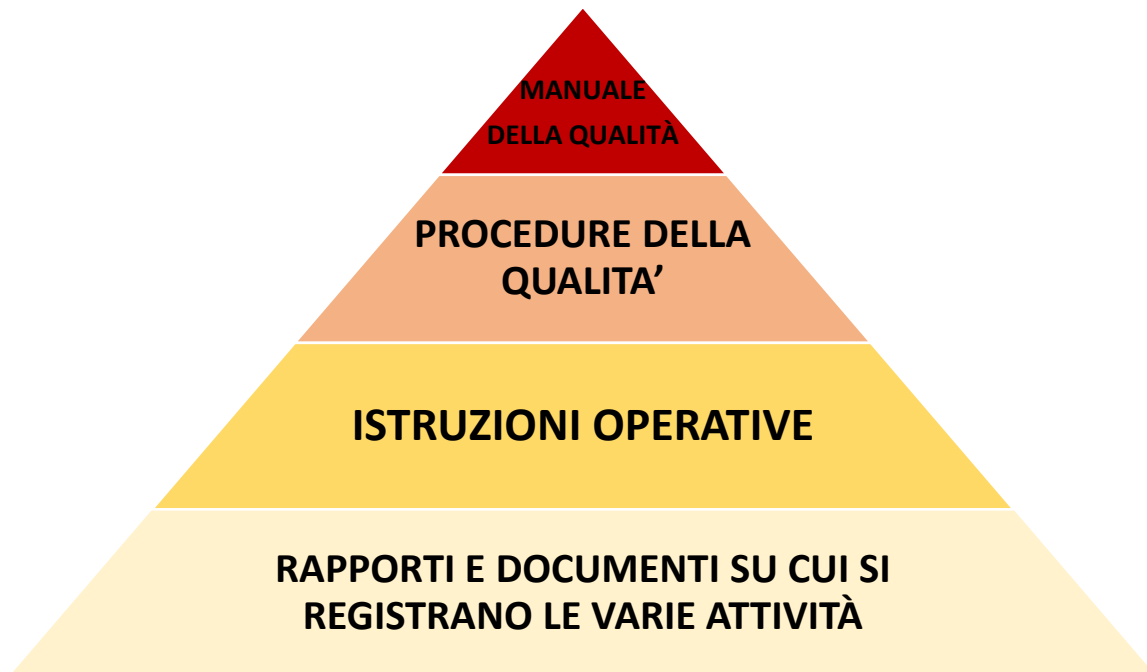 MANUALE
DELLA QUALITÀ
PROCEDURE DELLA
QUALITA’
ISTRUZIONI OPERATIVE
RAPPORTI E DOCUMENTI SU CUI SI
REGISTRANO LE VARIE ATTIVITÀ